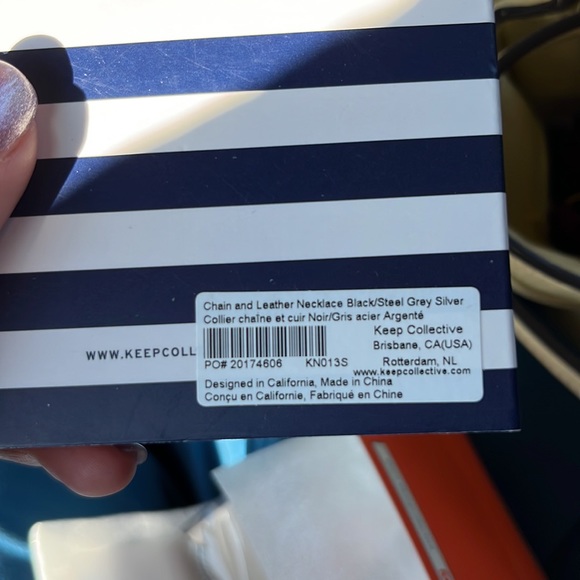 Chain and Leather Necklace Black/Steel Grey Silver
Collier chaîne et cuir Noir/Gris acier Argenté
Keep Collective
Brisbane, CA(USA)
PO# 20174606 KN013S Rotterdam, NL
www.keepcollective.com
Designed in California, Made in China
Conçu en Californie, Fabriqué en Chine
WWW.KEEPCOLL